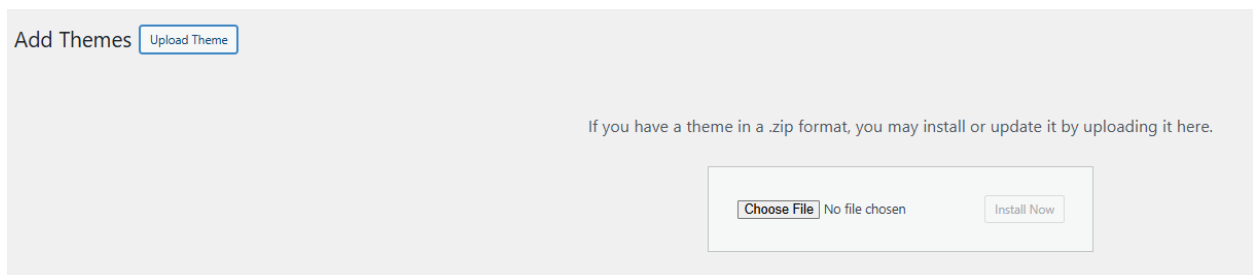 Add Themes Upload Theme
If you have a theme in a .zip format, you may install or update it by uploading it here.
Choose File No file chosen Install Now